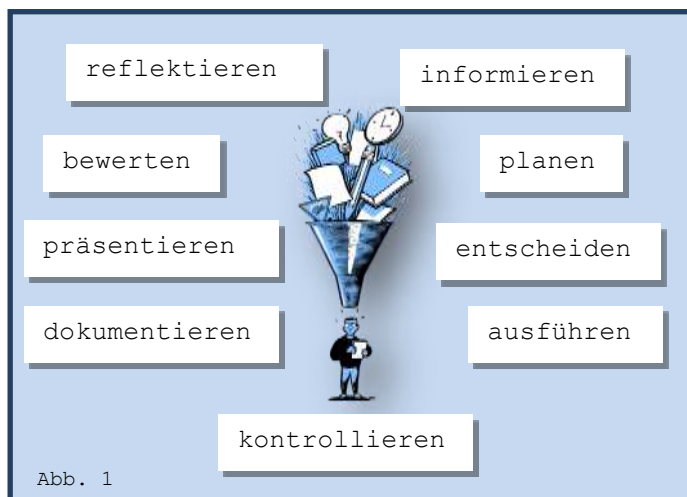 reflektieren
informieren
bewerten
planen
präsentieren
entscheiden
dokumentieren
ausführen
kontrollieren
Abb. 1